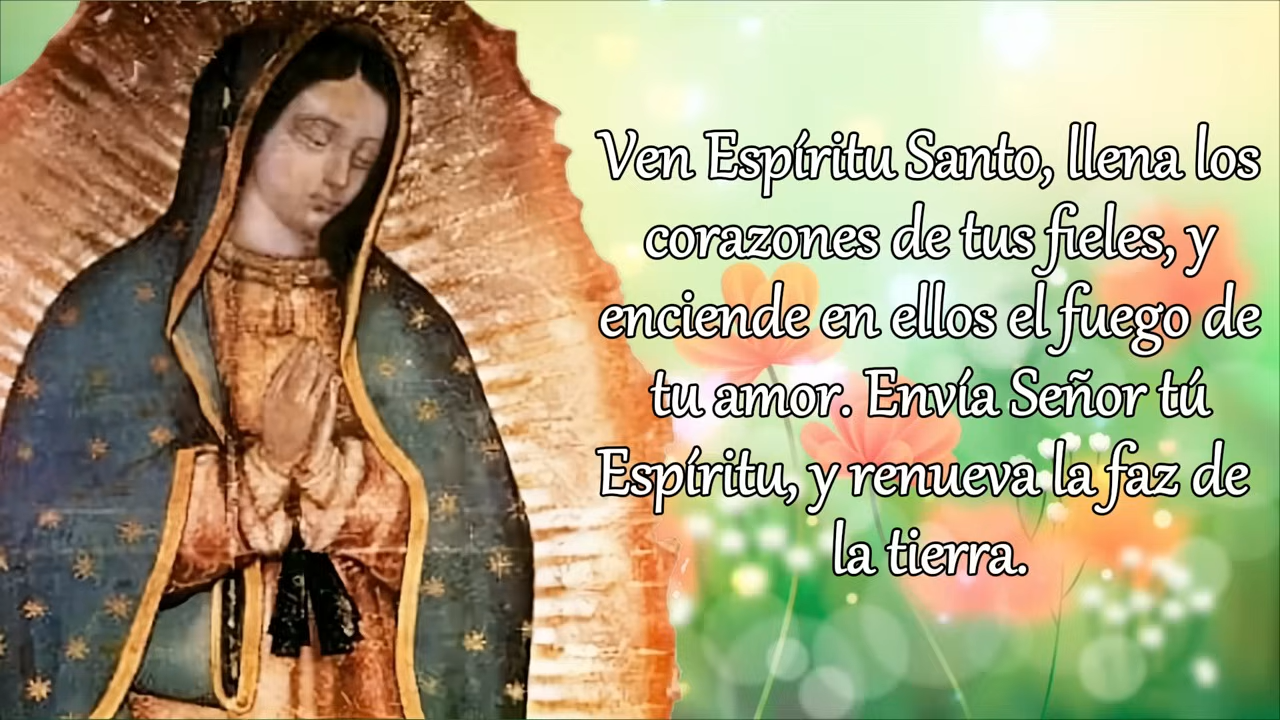 Ven Espíritu Santo, llena los
corazones de tus fieles, y
enciende en ellos el fuego de
tu amor. Envía Señor tú
Espíritu, y renueva la faz de
la tierra.